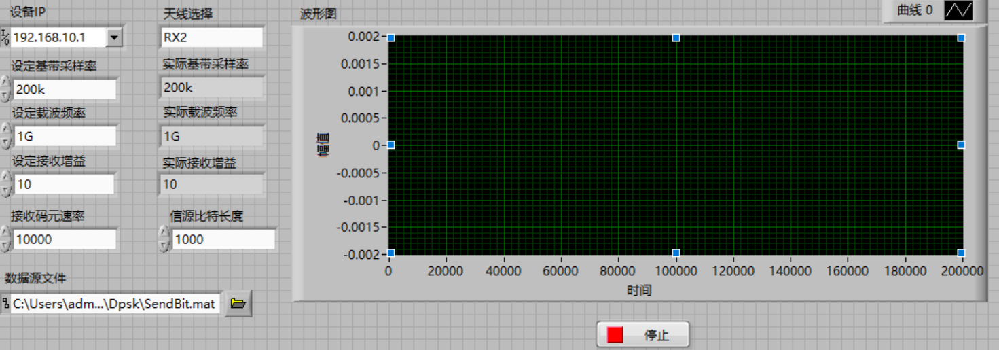 设备IP
192.168.10.1
天线选择
RX2
设定基带采样率
200k
实际基带采样率
200k
设定载波频率
1G
实际载波频率
1G
设定接收增益
10
实际接收增益
10
接收码元速率
10000
信源比特长度
1000
数据源文件
C:\Users\adm...\Dpsk\SendBit.mat
波形图
曲线 0
幅值
0.002
0.0015
0.001
0.0005
0
-0.0005
-0.001
-0.0015
-0.002
0 20000 40000 60000 80000 100000 120000 140000 160000 180000 200000
时间
停止